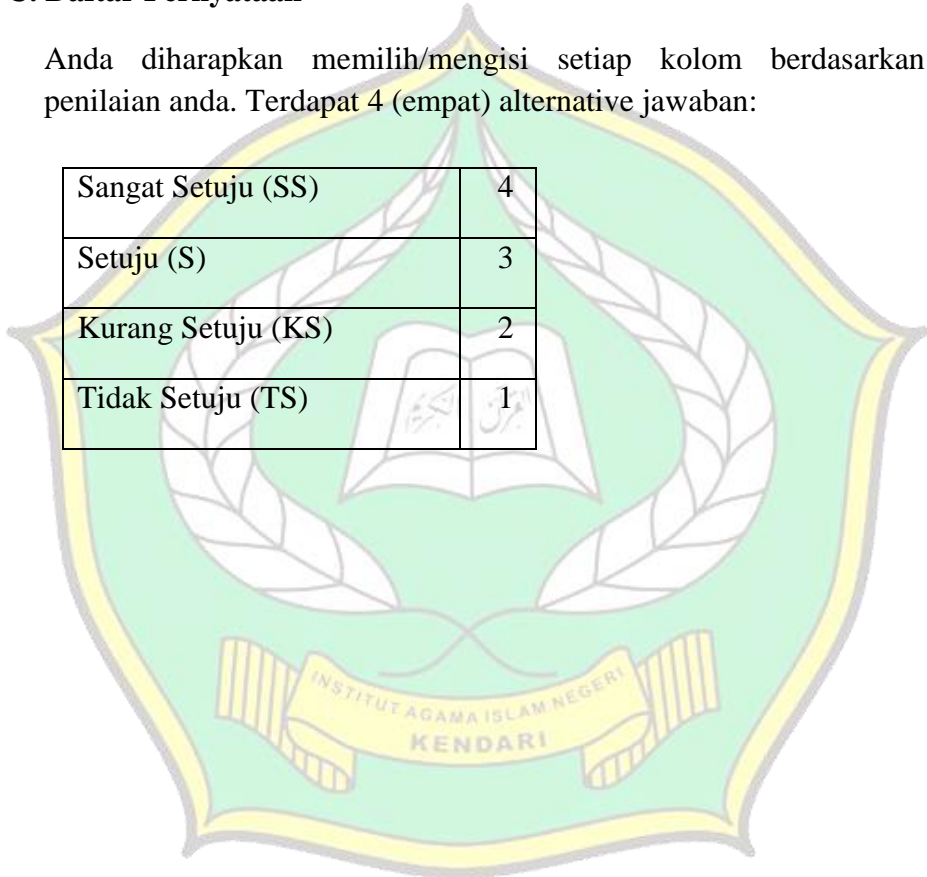 Anda diharapkan memilih/mengisi setiap kolom berdasarkan
penilaian anda. Terdapat 4 (empat) alternative jawaban:
Sangat Setuju (SS) 4
Setuju (S) 3
Kurang Setuju (KS) 2
Tidak Setuju (TS) 1
INSTITUT AGAMA ISLAM NEGERI
KENDARI